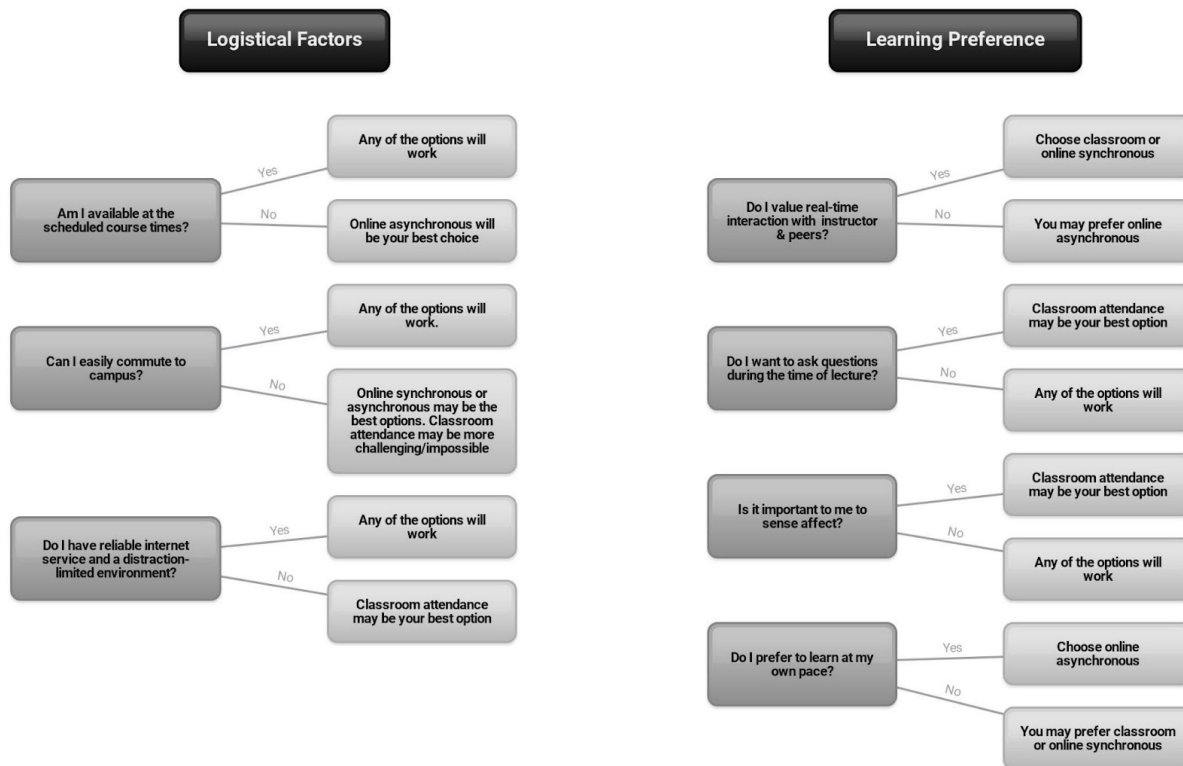 Logistical Factors
Any of the options will
work
Yes
Am I available at the
scheduled course times?
No
Online asynchronous will
be your best choice
Any of the options will
work.
Yes
Can I easily commute to
campus?
No
Online synchronous or
asynchronous may be the
best options. Classroom
attendance may be more
challenging/impossible
Any of the options will
work
Yes
Do I have reliable internet
service and a distraction-
limited environment?
No
Classroom attendance
may be your best option
Learning Preference
Choose classroom or
online synchronous
Yes
Do I value real-time
interaction with instructor
& peers?
No
You may prefer online
asynchronous
Classroom attendance
may be your best option
Yes
Do I want to ask questions
during the time of lecture?
No
Any of the options will
work
Classroom attendance
may be your best option
Yes
Is it important to me to
sense affect?
No
Any of the options will
work
Choose online
asynchronous
Yes
Do I prefer to learn at my
own pace?
No
You may prefer classroom
or online synchronous